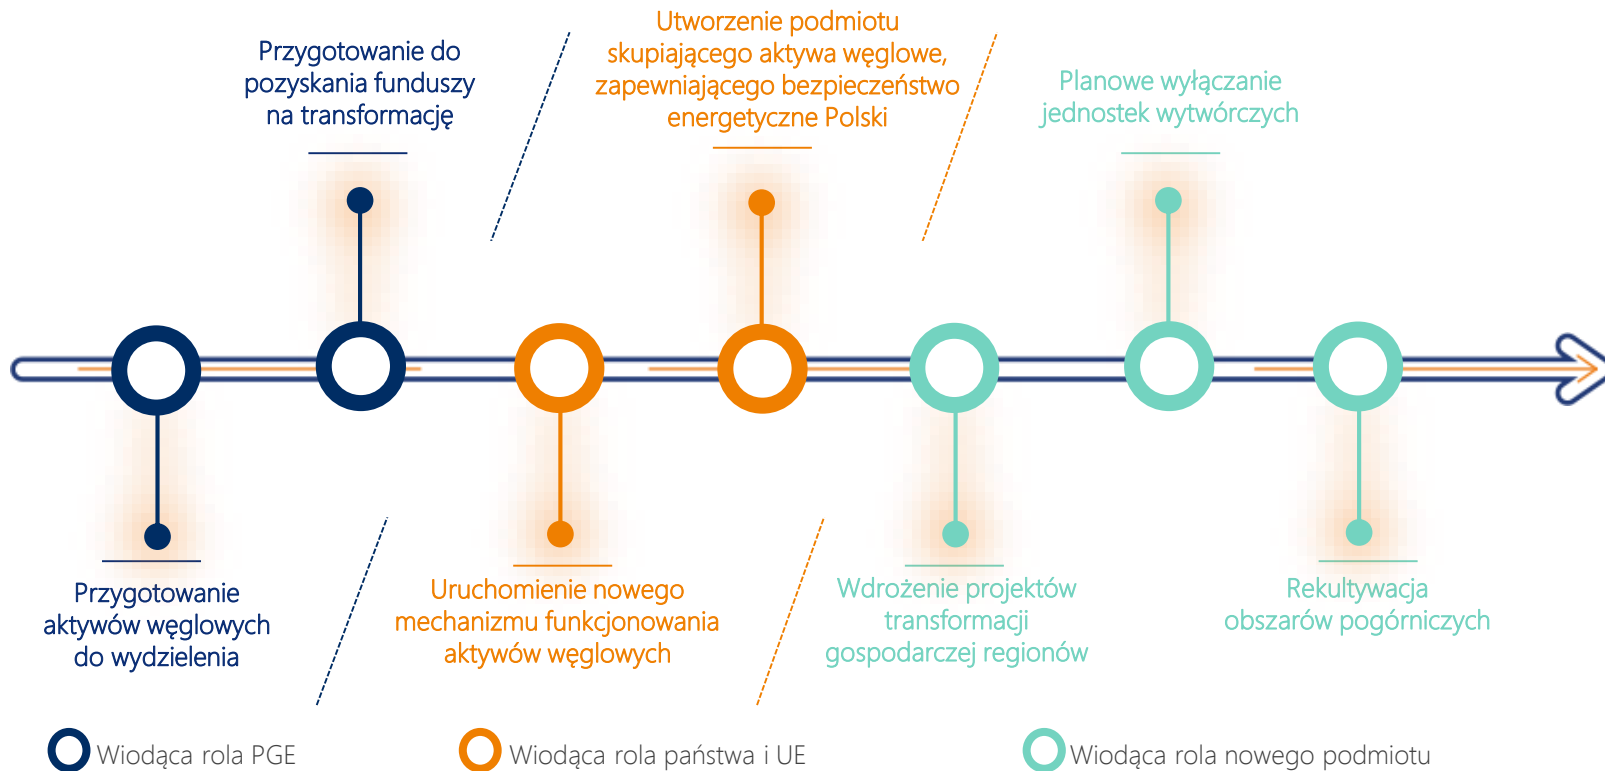 Przygotowanie do
pozyskania funduszy
na transformację
Utworzenie podmiotu
skupiającego aktywa węglowe,
zapewniającego bezpieczeństwo
energetyczne Polski
Planowe wyłączanie
jednostek wytwórczych
Przygotowanie
aktywów węglowych
do wydzielenia
Uruchomienie nowego
mechanizmu funkcjonowania
aktywów węglowych
Wdrożenie projektów
transformacji
gospodarczej regionów
Rekultywacja
obszarów pogórniczych
Wiodąca rola PGE
Wiodąca rola państwa i UE
Wiodąca rola nowego podmiotu